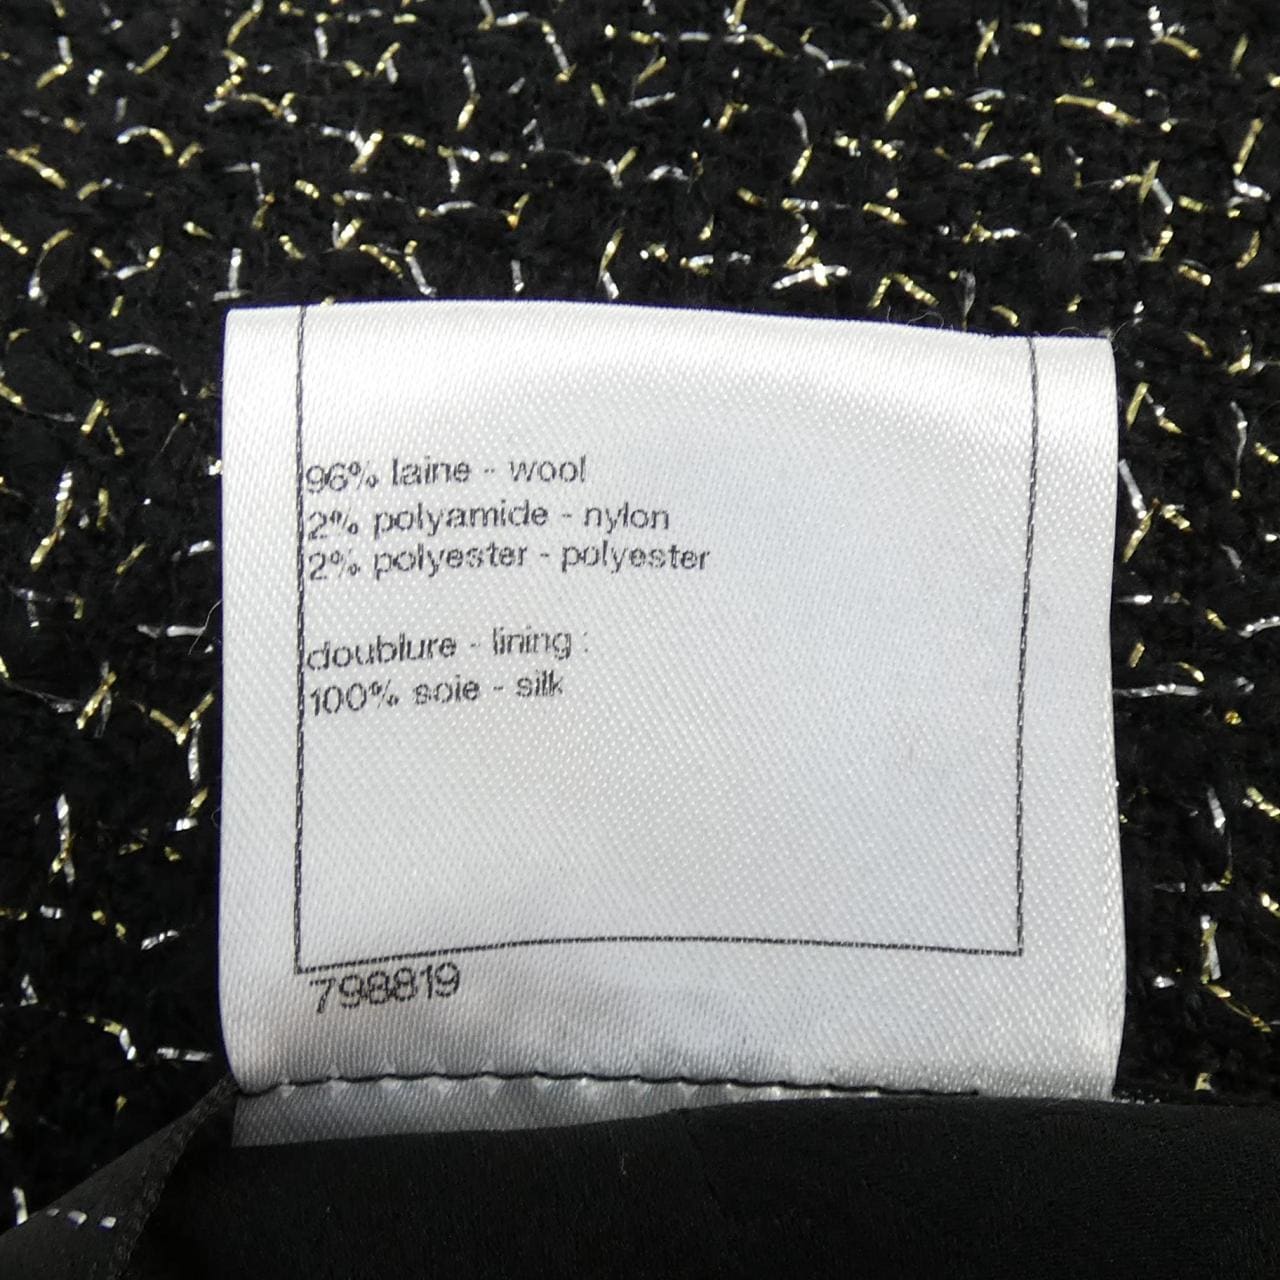 96% laine - wool
2% polyamide - nylon
2% polyester - polyester
doublure - lining :
100% soie - silk
798819